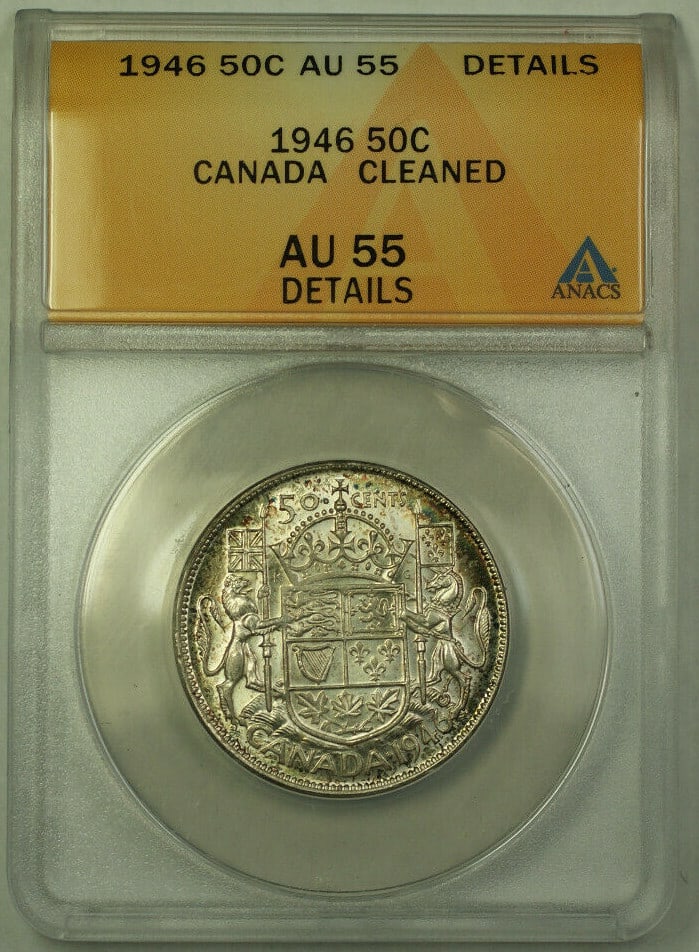 1946 50C AU 55 DETAILS
1946 50C
CANADA CLEANED
AU 55
DETAILS
ANACS
50 CENTS
CANADA 1946